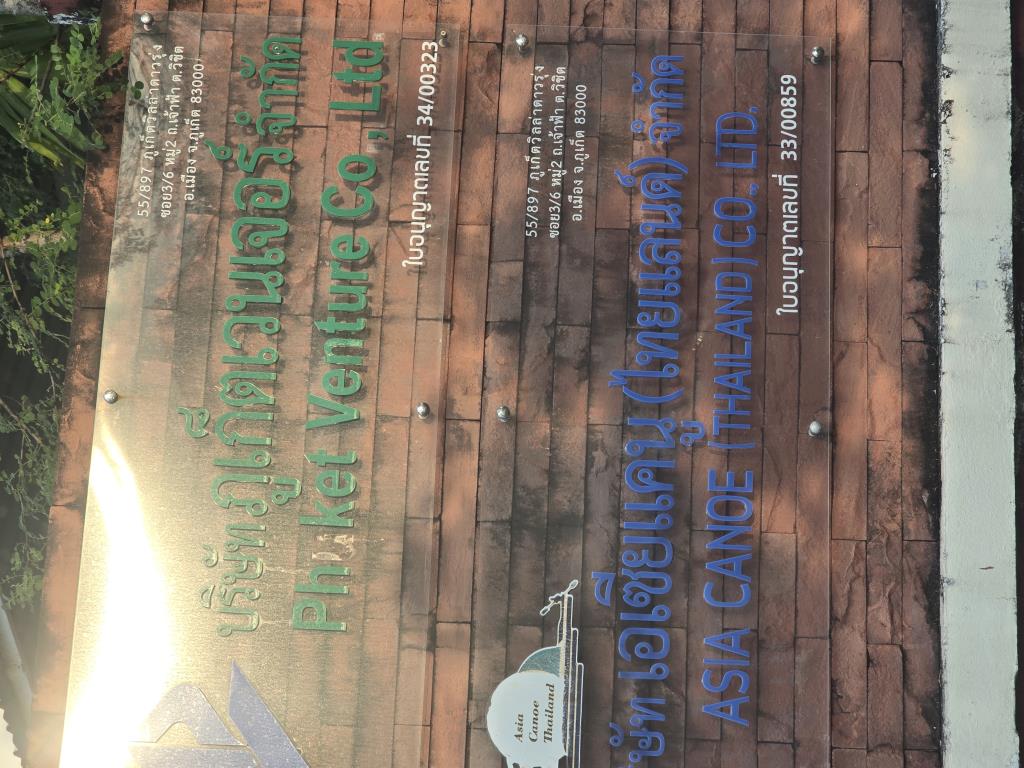 55/897 ภูเก็ตวิลล่าดาวรุ่ง
ซอย3/6 หมู่2 ถ.เจ้าฟ้า ต.วิชิต
อ.เมือง จ.ภูเก็ต 83000
บริษัทภูเก็ตเวนเจอร์จำกัด
Phuket Venture Co.,Ltd
ใบอนุญาตเลขที่ 34/00323
55/897 ภูเก็ตวิลล่าดาวรุ่ง
ซอย3/6 หมู่2 ถ.เจ้าฟ้า ต.วิชิต
อ.เมือง จ.ภูเก็ต 83000
Asia
Canoe
Thailand
เอเชียแคนู (ไทยแลนด์) จำกัด
ASIA CANOE (THAILAND) CO., LTD.
ใบอนุญาตเลขที่ 33/00859